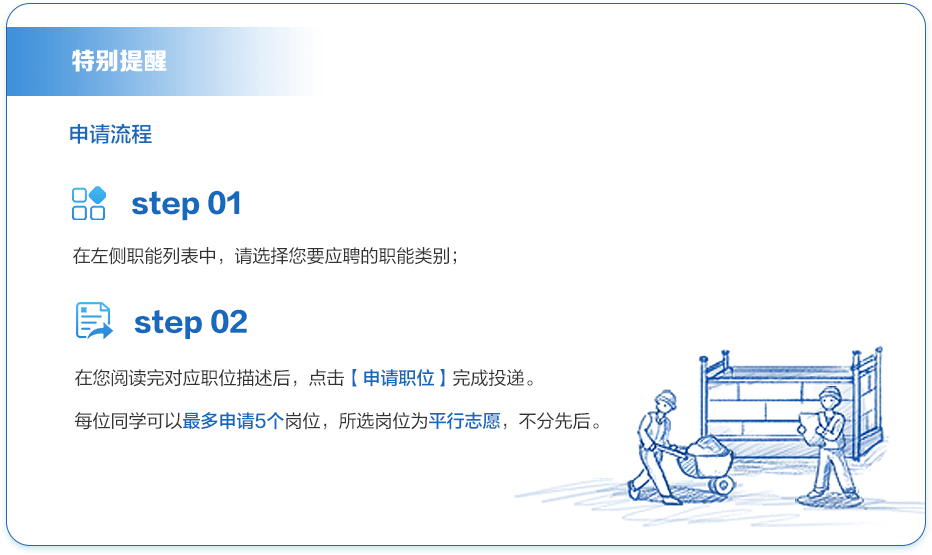 特别提醒
申请流程
step 01
在左侧职能列表中，请选择您要应聘的职能类别；
step 02
在您阅读完对应职位描述后，点击【申请职位】完成投递。
每位同学可以最多申请5个岗位，所选岗位为平行志愿，不分先后。